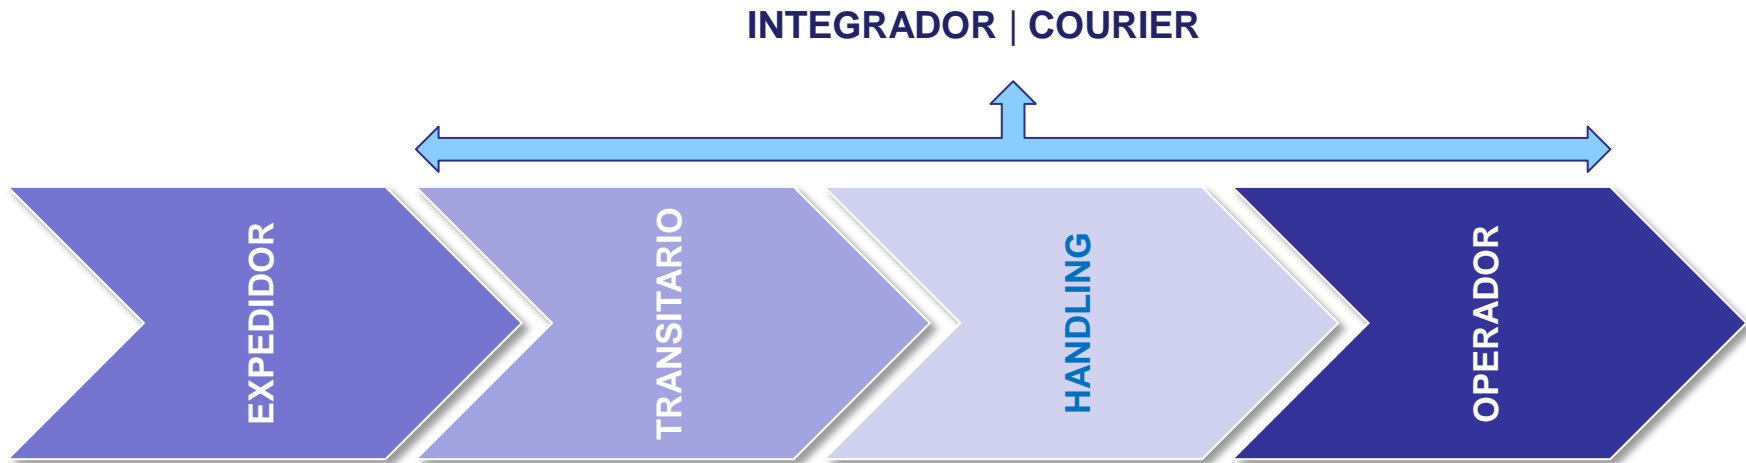 INTEGRADOR | COURIER
EXPEDIDOR
TRANSITARIO
HANDLING
OPERADOR